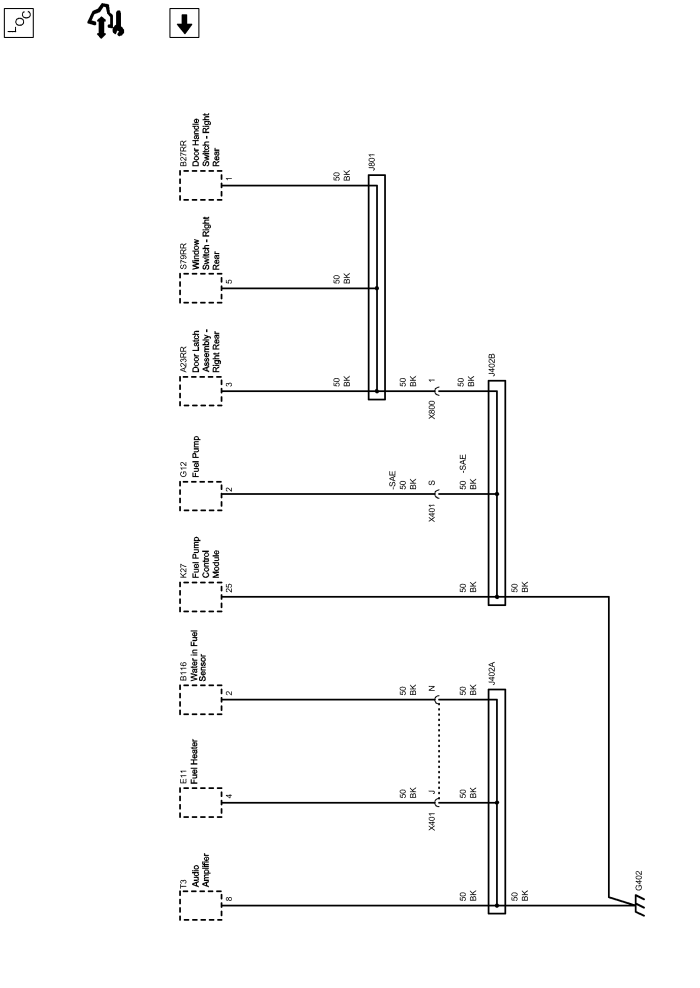 LOC
B27RR
Door Handle
Switch - Right
Rear
1
50
BK
J801
S79RR
Window
Switch - Right
Rear
5
50
BK
A23RR
Door Latch
Assembly -
Right Rear
3
50
BK
50
BK
1
X800
50
BK
J402B
G12
Fuel Pump
2
-SAE
50
BK
S
X401
-SAE
50
BK
K27
Fuel Pump
Control
Module
25
50
BK
50
BK
B116
Water in Fuel
Sensor
2
50
BK
N
50
BK
J402A
E11
Fuel Heater
4
50
BK
J
X401
50
BK
T3
Audio
Amplifier
8
50
BK
50
BK
G402